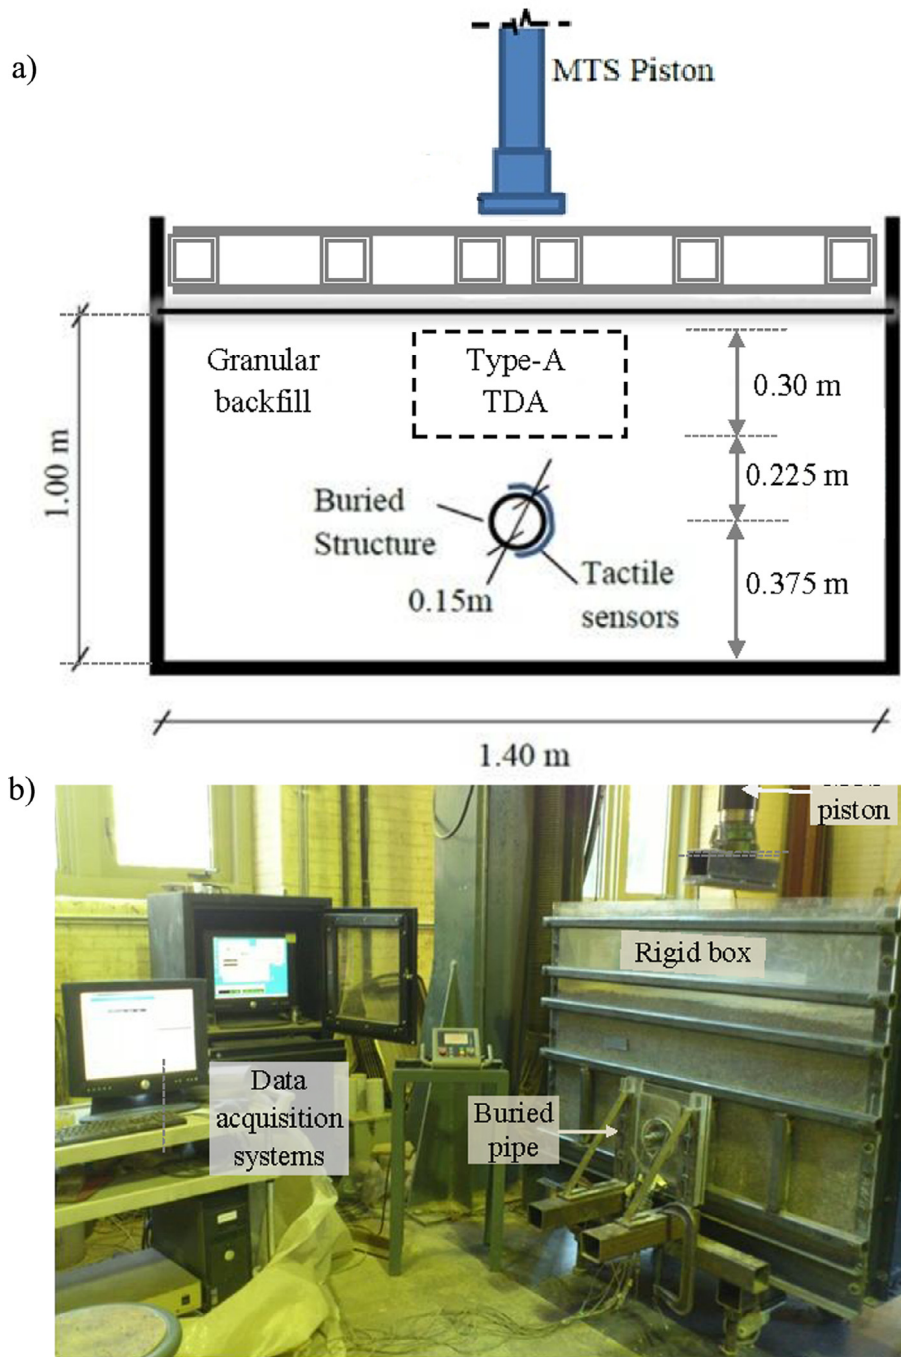 a)
MTS Piston
Granular
backfill
Type-A
TDA
0.30 m
0.225 m
0.375 m
1.00 m
Buried
Structure
0.15m
Tactile
sensors
1.40 m
b)
piston
Rigid box
Data
acquisition
systems
Buried
pipe